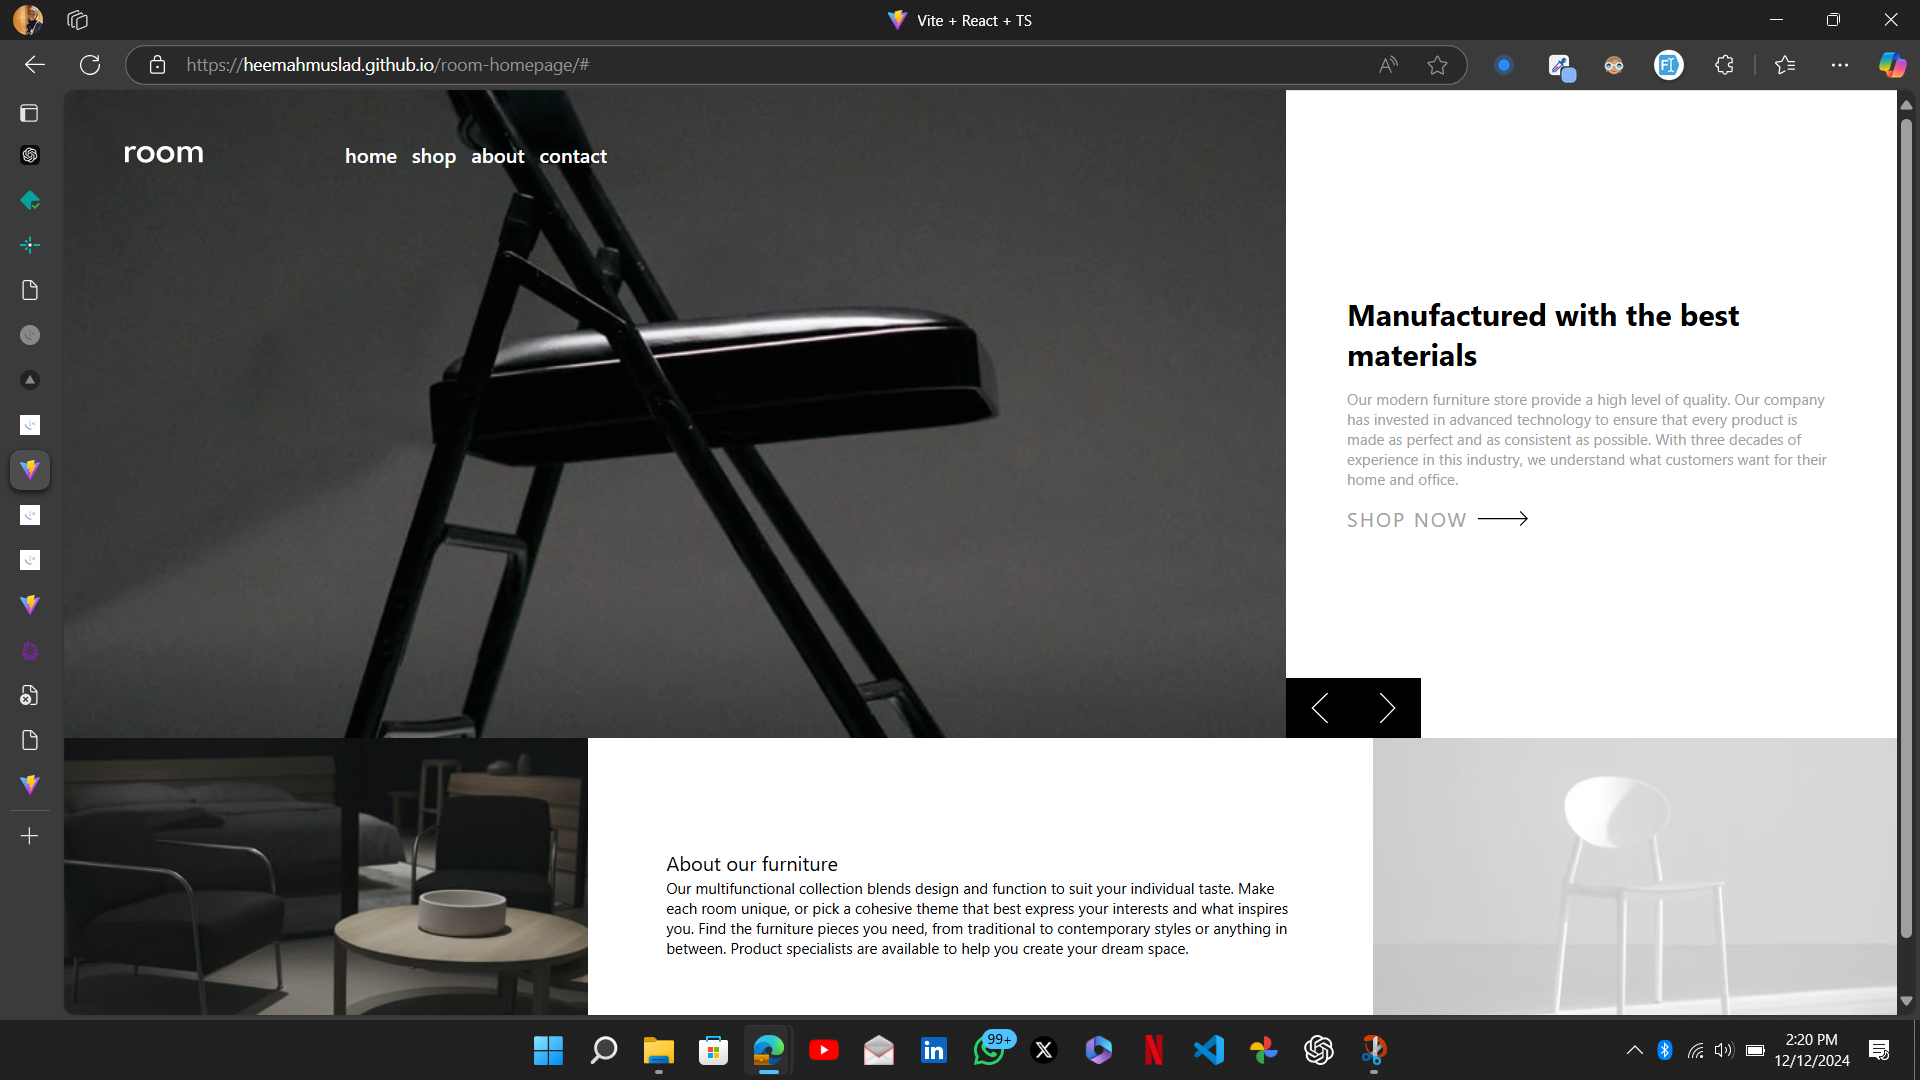 Vite + React + TS
https://heemahmuslad.github.io/room-homepage/#
room
home shop about contact
Manufactured with the best
materials
Our modern furniture store provide a high level of quality. Our company
has invested in advanced technology to ensure that every product is
made as perfect and as consistent as possible. With three decades of
experience in this industry, we understand what customers want for their
home and office.
SHOP NOW
About our furniture
Our multifunctional collection blends design and function to suit your individual taste. Make
each room unique, or pick a cohesive theme that best express your interests and what inspires
you. Find the furniture pieces you need, from traditional to contemporary styles or anything in
between. Product specialists are available to help you create your dream space.
99+
2:20 PM
12/12/2024